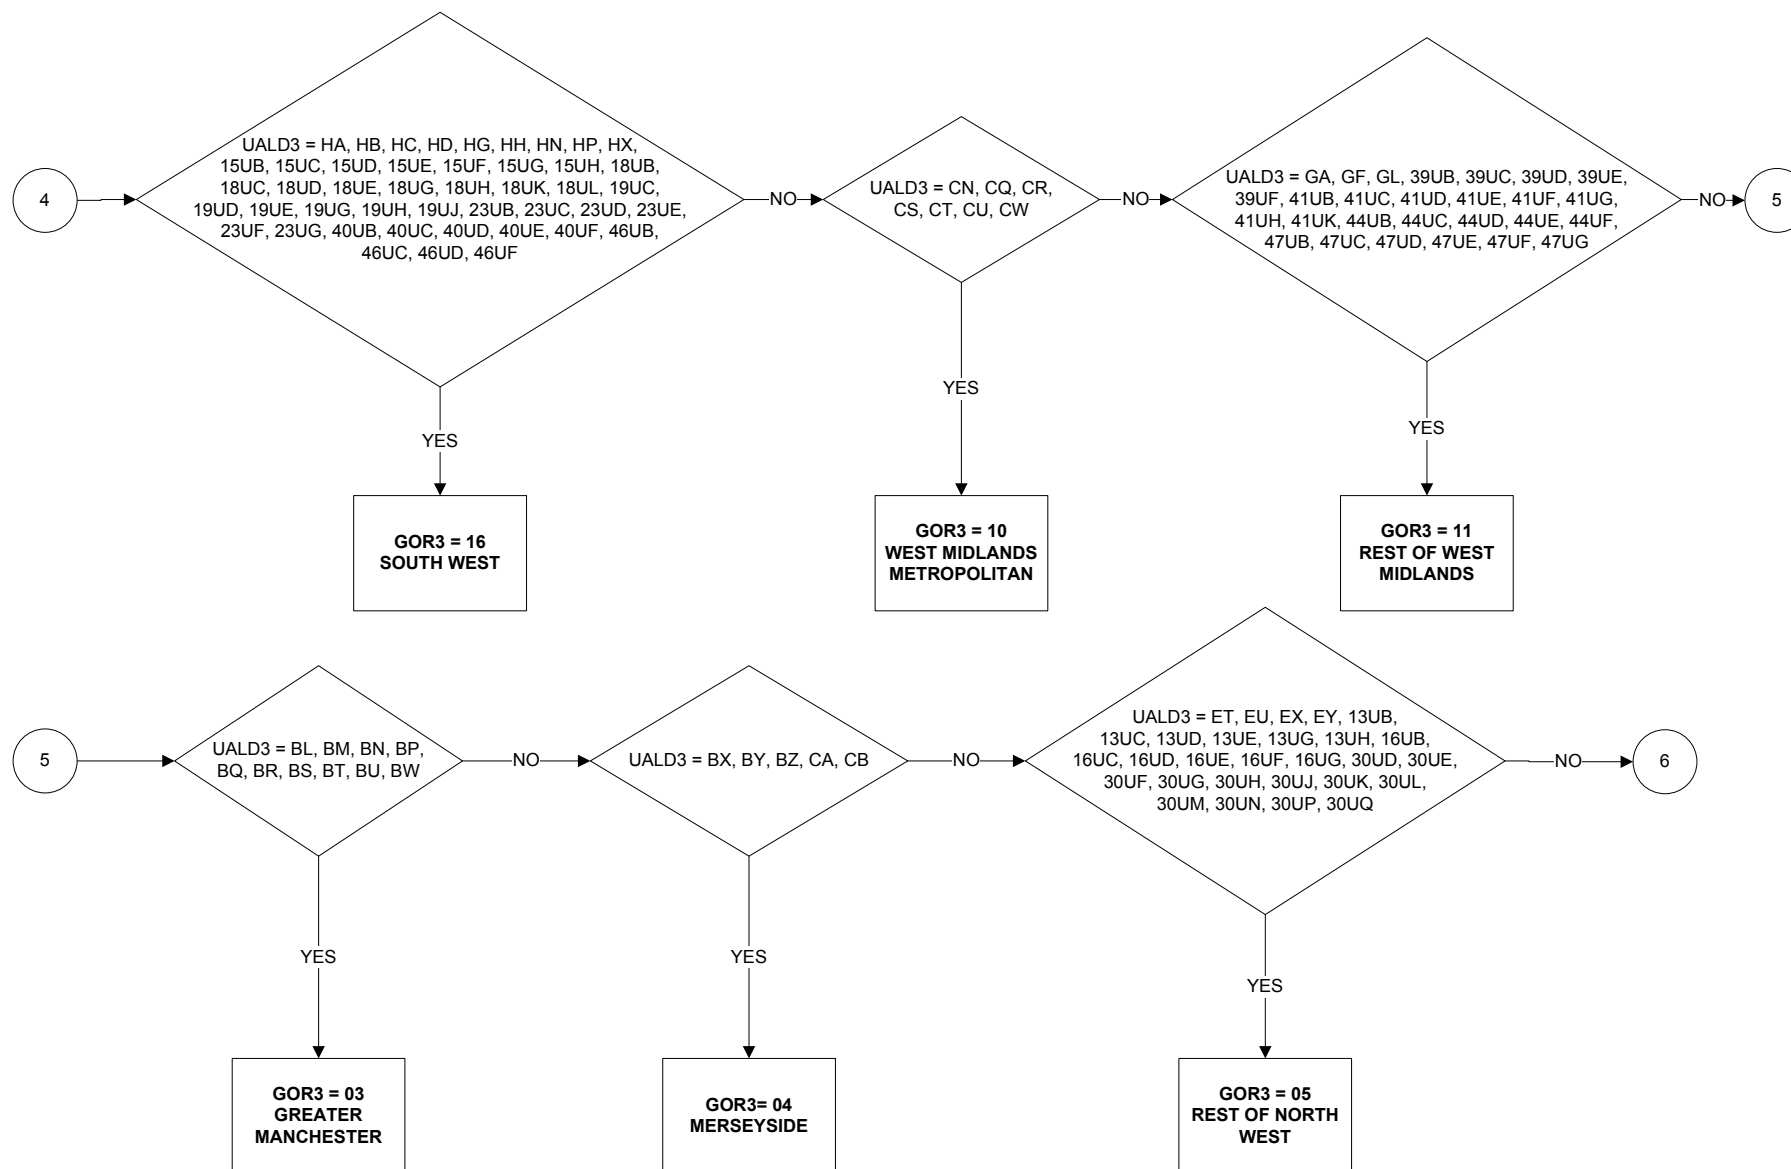 4
UALD3 = HA, HB, HC, HD, HG, HH, HN, HP, HX,
15UB, 15UC, 15UD, 15UE, 15UF, 15UG, 15UH, 18UB,
18UC, 18UD, 18UE, 18UG, 18UH, 18UK, 18UL, 19UC,
19UD, 19UE, 19UG, 19UH, 19UJ, 23UB, 23UC, 23UD, 23UE,
23UF, 23UG, 40UB, 40UC, 40UD, 40UE, 40UF, 46UB,
46UC, 46UD, 46UF
NO
UALD3 = CN, CQ, CR,
CS, CT, CU, CW
NO
UALD3 = GA, GF, GL, 39UB, 39UC, 39UD, 39UE,
39UF, 41UB, 41UC, 41UD, 41UE, 41UF, 41UG,
41UH, 41UK, 44UB, 44UC, 44UD, 44UE, 44UF,
47UB, 47UC, 47UD, 47UE, 47UF, 47UG
NO
5
YES
YES
YES
GOR3 = 16
SOUTH WEST
GOR3 = 10
WEST MIDLANDS
METROPOLITAN
GOR3 = 11
REST OF WEST
MIDLANDS
5
UALD3 = BL, BM, BN, BP,
BQ, BR, BS, BT, BU, BW
NO
UALD3 = BX, BY, BZ, CA, CB
NO
UALD3 = ET, EU, EX, EY, 13UB,
13UC, 13UD, 13UE, 13UG, 13UH, 16UB,
16UC, 16UD, 16UE, 16UF, 16UG, 30UD, 30UE,
30UF, 30UG, 30UH, 30UJ, 30UK, 30UL,
30UM, 30UN, 30UP, 30UQ
NO
6
YES
YES
YES
GOR3 = 03
GREATER
MANCHESTER
GOR3= 04
MERSEYSIDE
GOR3 = 05
REST OF NORTH
WEST